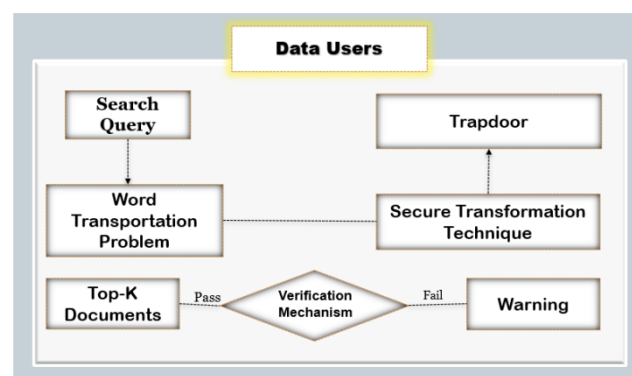 Data Users
Search
Query
Trapdoor
Word
Transportation
Problem
Secure Transformation
Technique
Top-K
Documents
Pass
Verification
Mechanism
Fail
Warning